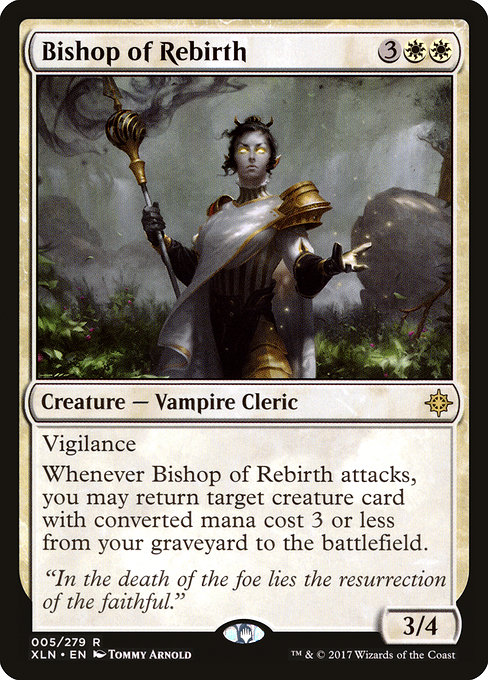 Bishop of Rebirth 3
Creature — Vampire Cleric
Vigilance
Whenever Bishop of Rebirth attacks,
you may return target creature card
with converted mana cost 3 or less
from your graveyard to the battlefield.
“In the death of the foe lies the resurrection
of the faithful.”
3/4
005/279 R
XLN • EN Tommy Arnold
™ & © 2017 Wizards of the Coast